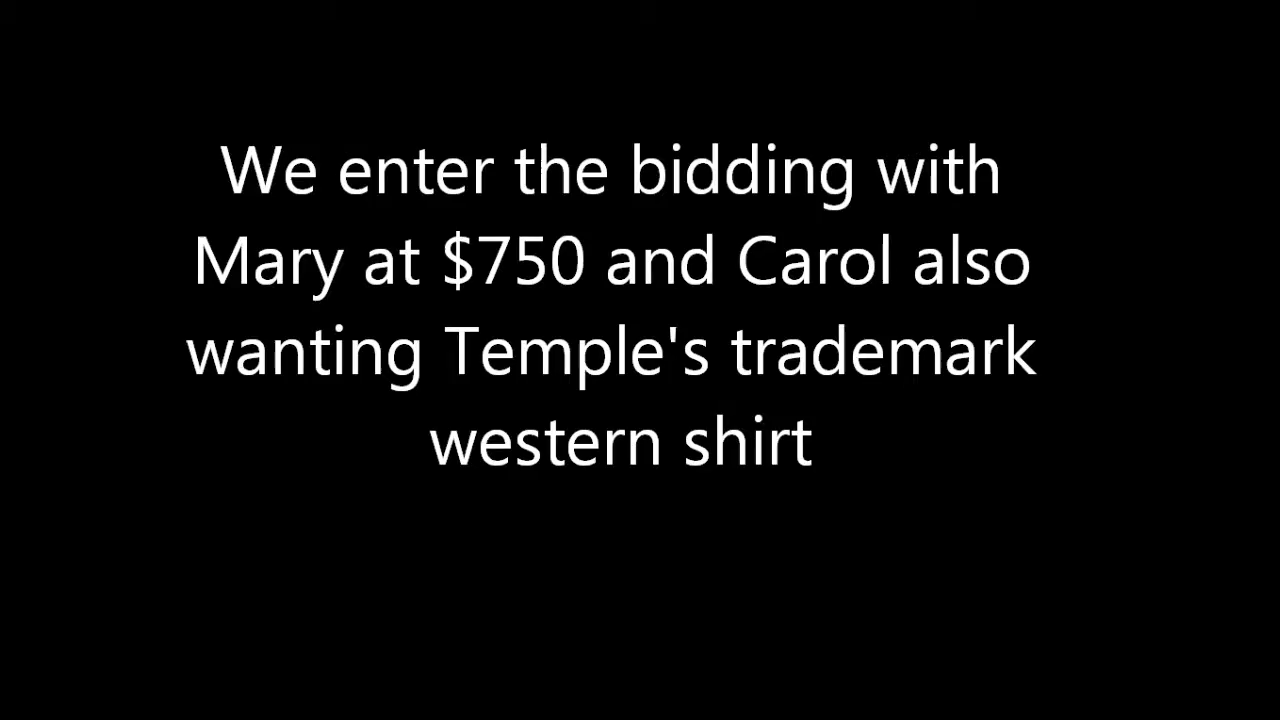 We enter the bidding with
Mary at $750 and Carol also
wanting Temple's trademark
western shirt